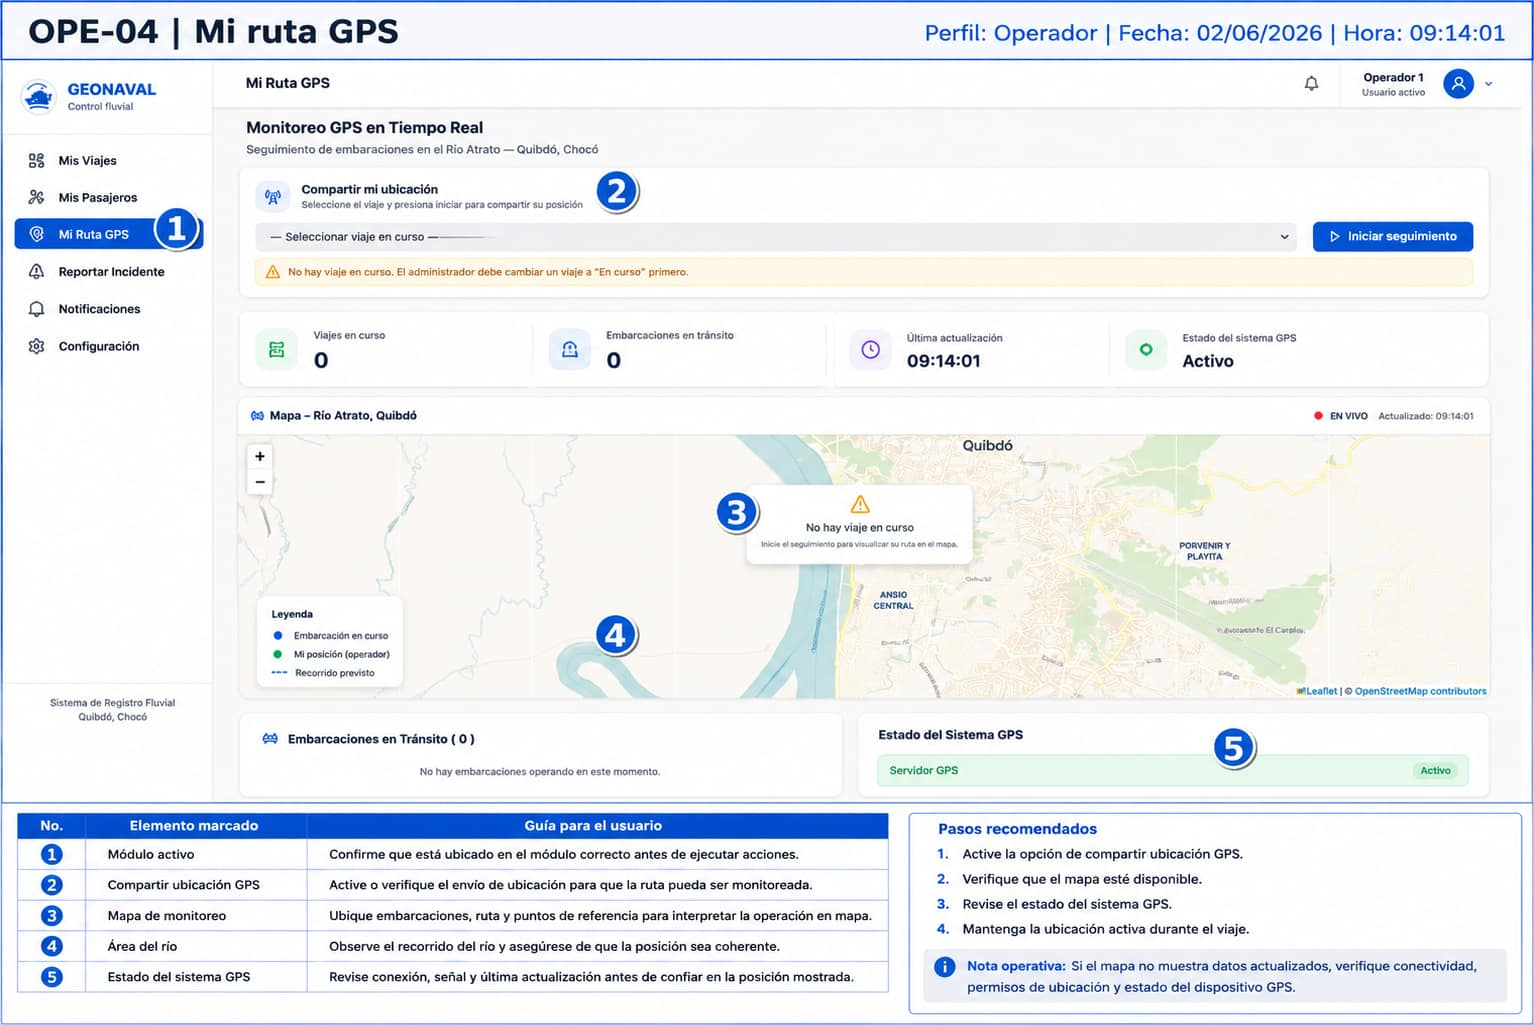 OPE-04 | Mi ruta GPS
Perfil: Operador | Fecha: 02/06/2026 | Hora: 09:14:01
GEONAVAL
Control fluvial
Mi Ruta GPS
Operador 1
Usuario activo
Mis Viajes
Mis Pasajeros
Mi Ruta GPS
1
Reportar Incidente
Notificaciones
Configuración
Sistema de Registro Fluvial
Quibdó, Chocó
Monitoreo GPS en Tiempo Real
Seguimiento de embaraciones en el Río Atrato — Quibdó, Chocó
Compartir mi ubicación
Seleccione el viaje y presiona iniciar para compartir su posición
2
— Seleccionar viaje en curso —
Iniciar seguimiento
No hay viaje en curso. El administrador debe cambiar un viaje a "En curso" primero.
Viajes en curso
0
Embarcaciones en tránsito
0
Última actualización
09:14:01
Estado del sistema GPS
Activo
Mapa – Río Atrato, Quibdó
EN VIVO Actualizado: 09:14:01
+
−
Quibdó
3
No hay viaje en curso
Inicie el seguimiento para visualizar su ruta en el mapa.
PORVENIR Y
PLAYITA
ANSIO
CENTRAL
4
Leyenda
Embarcación en curso
Mi posición (operador)
Recorrido previsto
Leaflet | © OpenStreetMap contributors
Embarcaciones en Tránsito ( 0 )
No hay embarcaciones operando en este momento.
Estado del Sistema GPS
5
Servidor GPS
Activo
No. Elemento marcado Guía para el usuario
1 Módulo activo Confirme que está ubicado en el módulo correcto antes de ejecutar acciones.
2 Compartir ubicación GPS Active o verifique el envío de ubicación para que la ruta pueda ser monitoreada.
3 Mapa de monitoreo Ubique embarcaciones, ruta y puntos de referencia para interpretar la operación en mapa.
4 Área del río Observe el recorrido del río y asegúrese de que la posición sea coherente.
5 Estado del sistema GPS Revise conexión, señal y última actualización antes de confiar en la posición mostrada.
Pasos recomendados
1. Active la opción de compartir ubicación GPS.
2. Verifique que el mapa esté disponible.
3. Revise el estado del sistema GPS.
4. Mantenga la ubicación activa durante el viaje.
Nota operativa: Si el mapa no muestra datos actualizados, verifique conectividad,
permisos de ubicación y estado del dispositivo GPS.